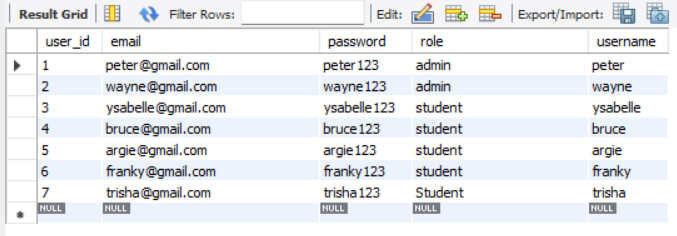 Result Grid Filter Rows: Edit: Export/Import:
user_id email password role username
1 peter@gmail.com peter123 admin peter
2 wayne@gmail.com wayne123 admin wayne
3 ysabelle@gmail.com ysabelle123 student ysabelle
4 bruce@gmail.com bruce123 student bruce
5 argie@gmail.com argie123 student argie
6 franky@gmail.com franky123 student franky
7 trisha@gmail.com trisha123 Student trisha
NULL NULL NULL NULL NULL